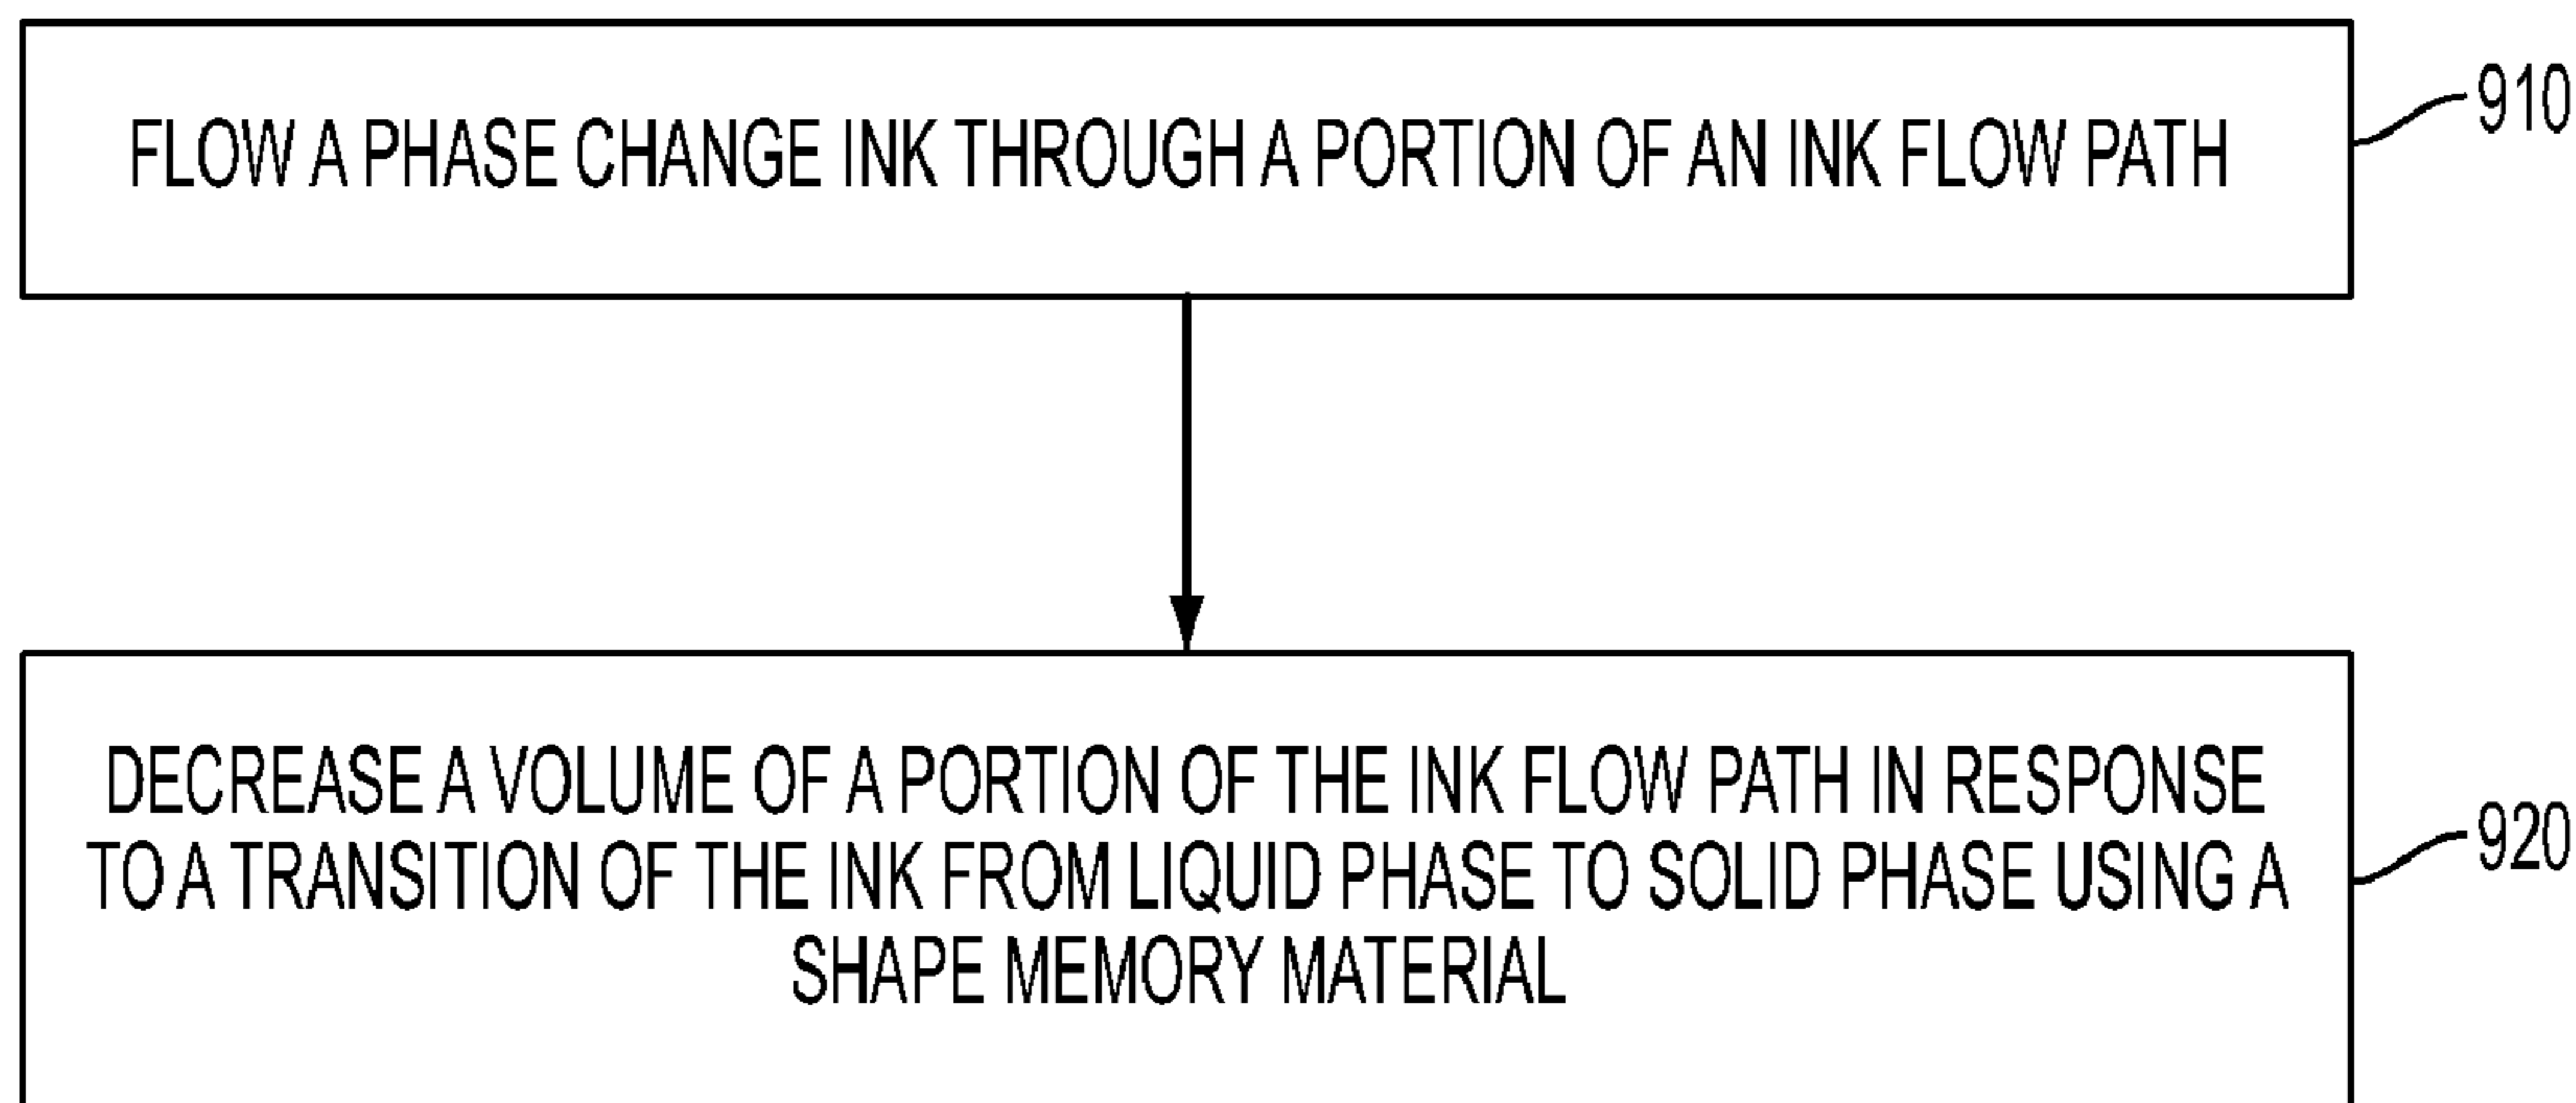 FLOW A PHASE CHANGE INK THROUGH A PORTION OF AN INK FLOW PATH
910
DECREASE A VOLUME OF A PORTION OF THE INK FLOW PATH IN RESPONSE
TO A TRANSITION OF THE INK FROM LIQUID PHASE TO SOLID PHASE USING A
SHAPE MEMORY MATERIAL
920